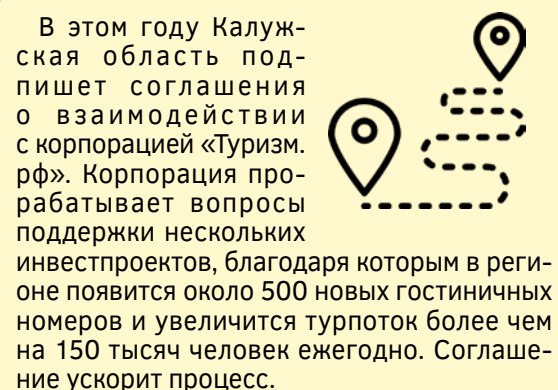 В этом году Калуж-
ская область под-
пишет соглашения
о взаимодействии
с корпорацией «Туризм.
рф». Корпорация про-
рабатывает вопросы
поддержки нескольких
инвестпроектов, благодаря которым в реги-
оне появится около 500 новых гостиничных
номеров и увеличится турпоток более чем
на 150 тысяч человек ежегодно. Соглаше-
ние ускорит процесс.